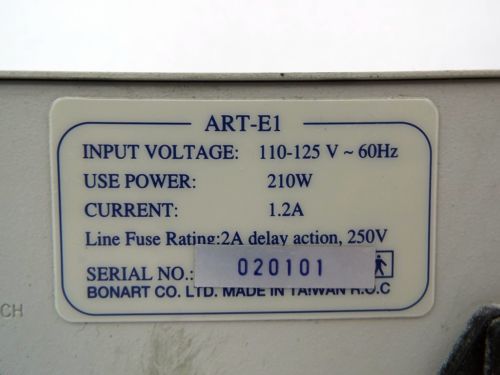 ART-E1
INPUT VOLTAGE: 110-125 V ~ 60Hz
USE POWER: 210W
CURRENT: 1.2A
Line Fuse Rating:2A delay action, 250V
SERIAL NO.: 020101
BONART CO. LTD. MADE IN TAIWAN R.O.C
CH